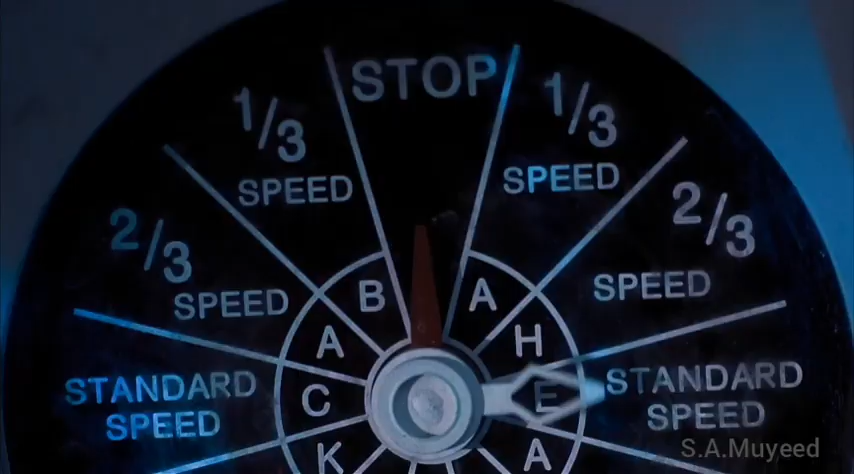 STOP
1/3
SPEED
1/3
SPEED
2/3
SPEED
2/3
SPEED
STANDARD
SPEED
STANDARD
SPEED
B
A
C
K
A
H
E
A
S.A.Muyeed